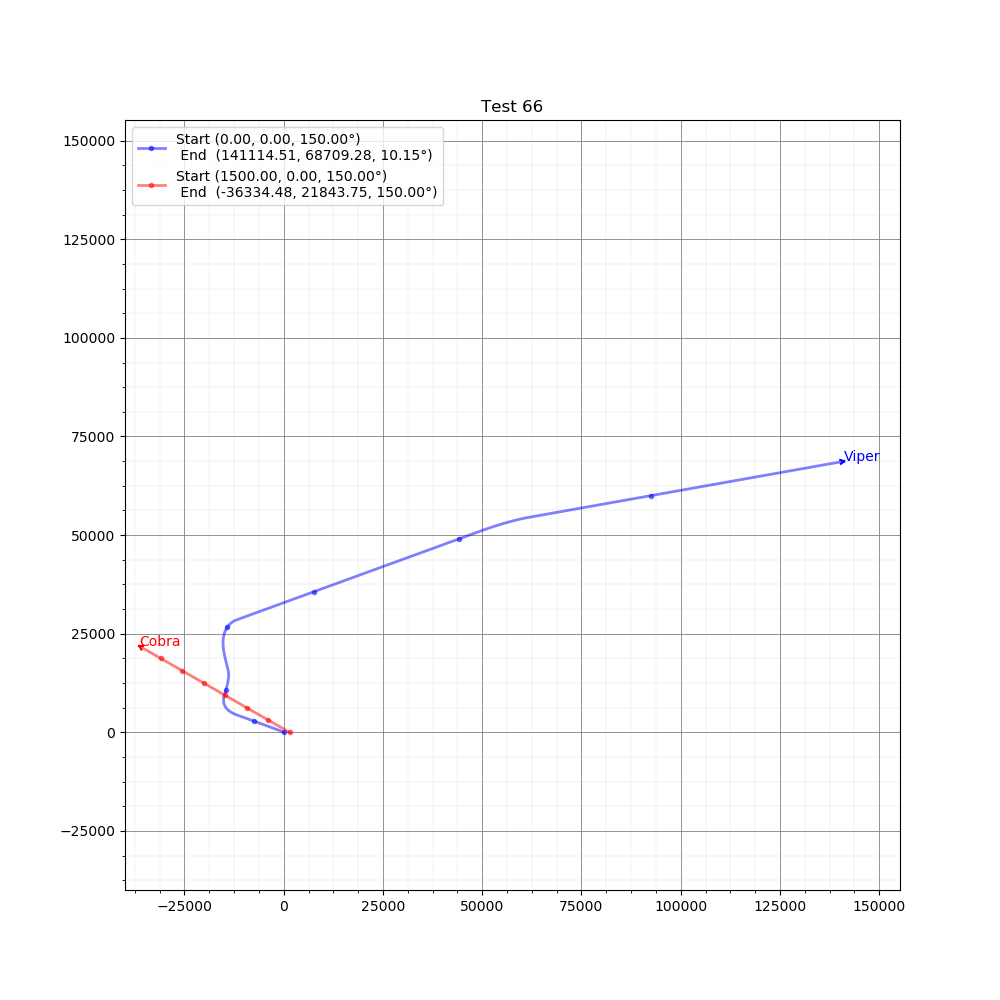 Test 66
Start (0.00, 0.00, 150.00°)
End  (141114.51, 68709.28, 10.15°)
Start (1500.00, 0.00, 150.00°)
End  (-36334.48, 21843.75, 150.00°)
150000
125000
100000
75000
50000
25000
0
−25000
Viper
Cobra
−25000
0
25000
50000
75000
100000
125000
150000